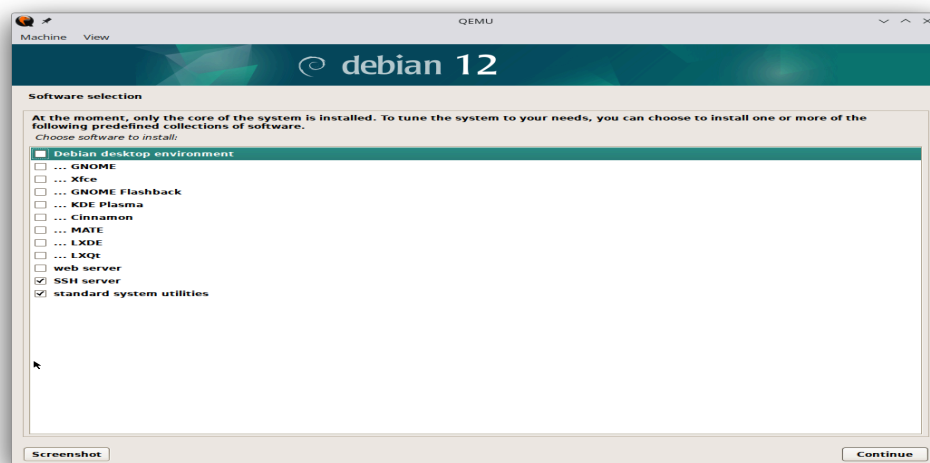 QEMU
Machine View
debian 12
Software selection
At the moment, only the core of the system is installed. To tune the system to your needs, you can choose to install one or more of the
following predefined collections of software.
Choose software to install:
Debian desktop environment
... GNOME
... Xfce
... GNOME Flashback
... KDE Plasma
... Cinnamon
... MATE
... LXDE
... LXQt
web server
SSH server
standard system utilities
Screenshot Continue